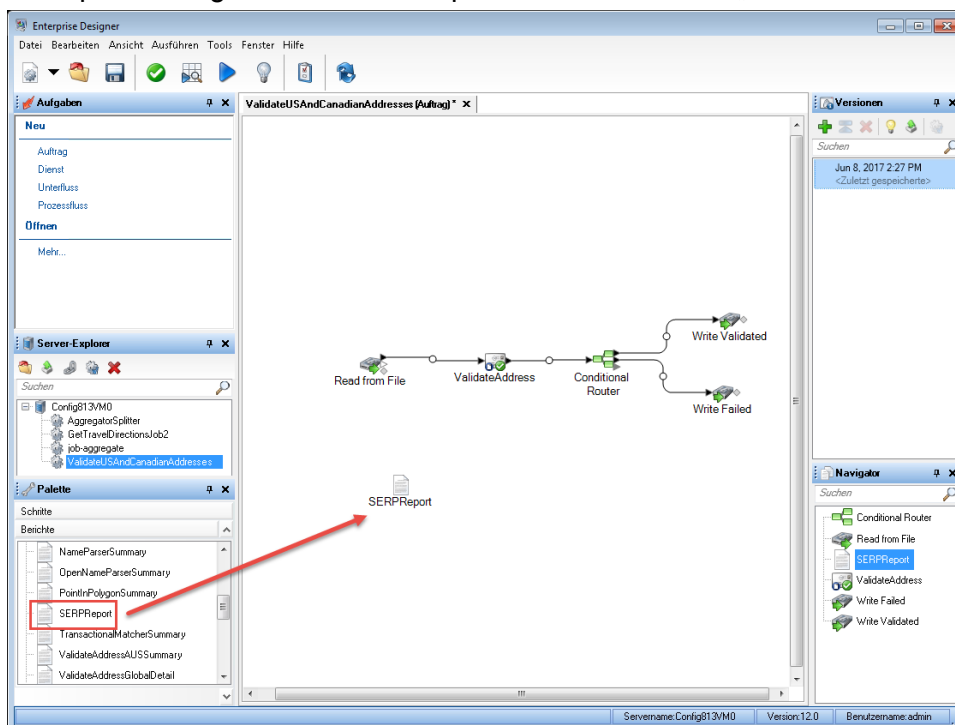 Enterprise Designer
Datei Bearbeiten Ansicht Ausführen Tools Fenster Hilfe
Aufgaben
Neu
Auftrag
Dienst
Unterfluss
Prozessfluss
Öffnen
Mehr...
Server-Explorer
Suchen
Config813VM0
AggregatorSplitter
GetTravelDirectionsJob2
job-aggregate
ValidateUSAndCanadianAddresses
Palette
Schritte
Berichte
NameParserSummary
OpenNameParserSummary
PointInPolygonSummary
SERPReport
TransactionalMatcherSummary
ValidateAddressAUSSummary
ValidateAddressGlobalDetail
ValidateUSAndCanadianAddresses (Auftrag) *
Read from File
ValidateAddress
Conditional
Router
Write Validated
Write Failed
SERPReport
Versionen
Suchen
Jun 8, 2017 2:27 PM
<Zuletzt gespeicherte>
Navigator
Suchen
Conditional Router
Read from File
SERPReport
ValidateAddress
Write Failed
Write Validated
Servername:Config813VM0 Version:12.0 Benutzername:admin